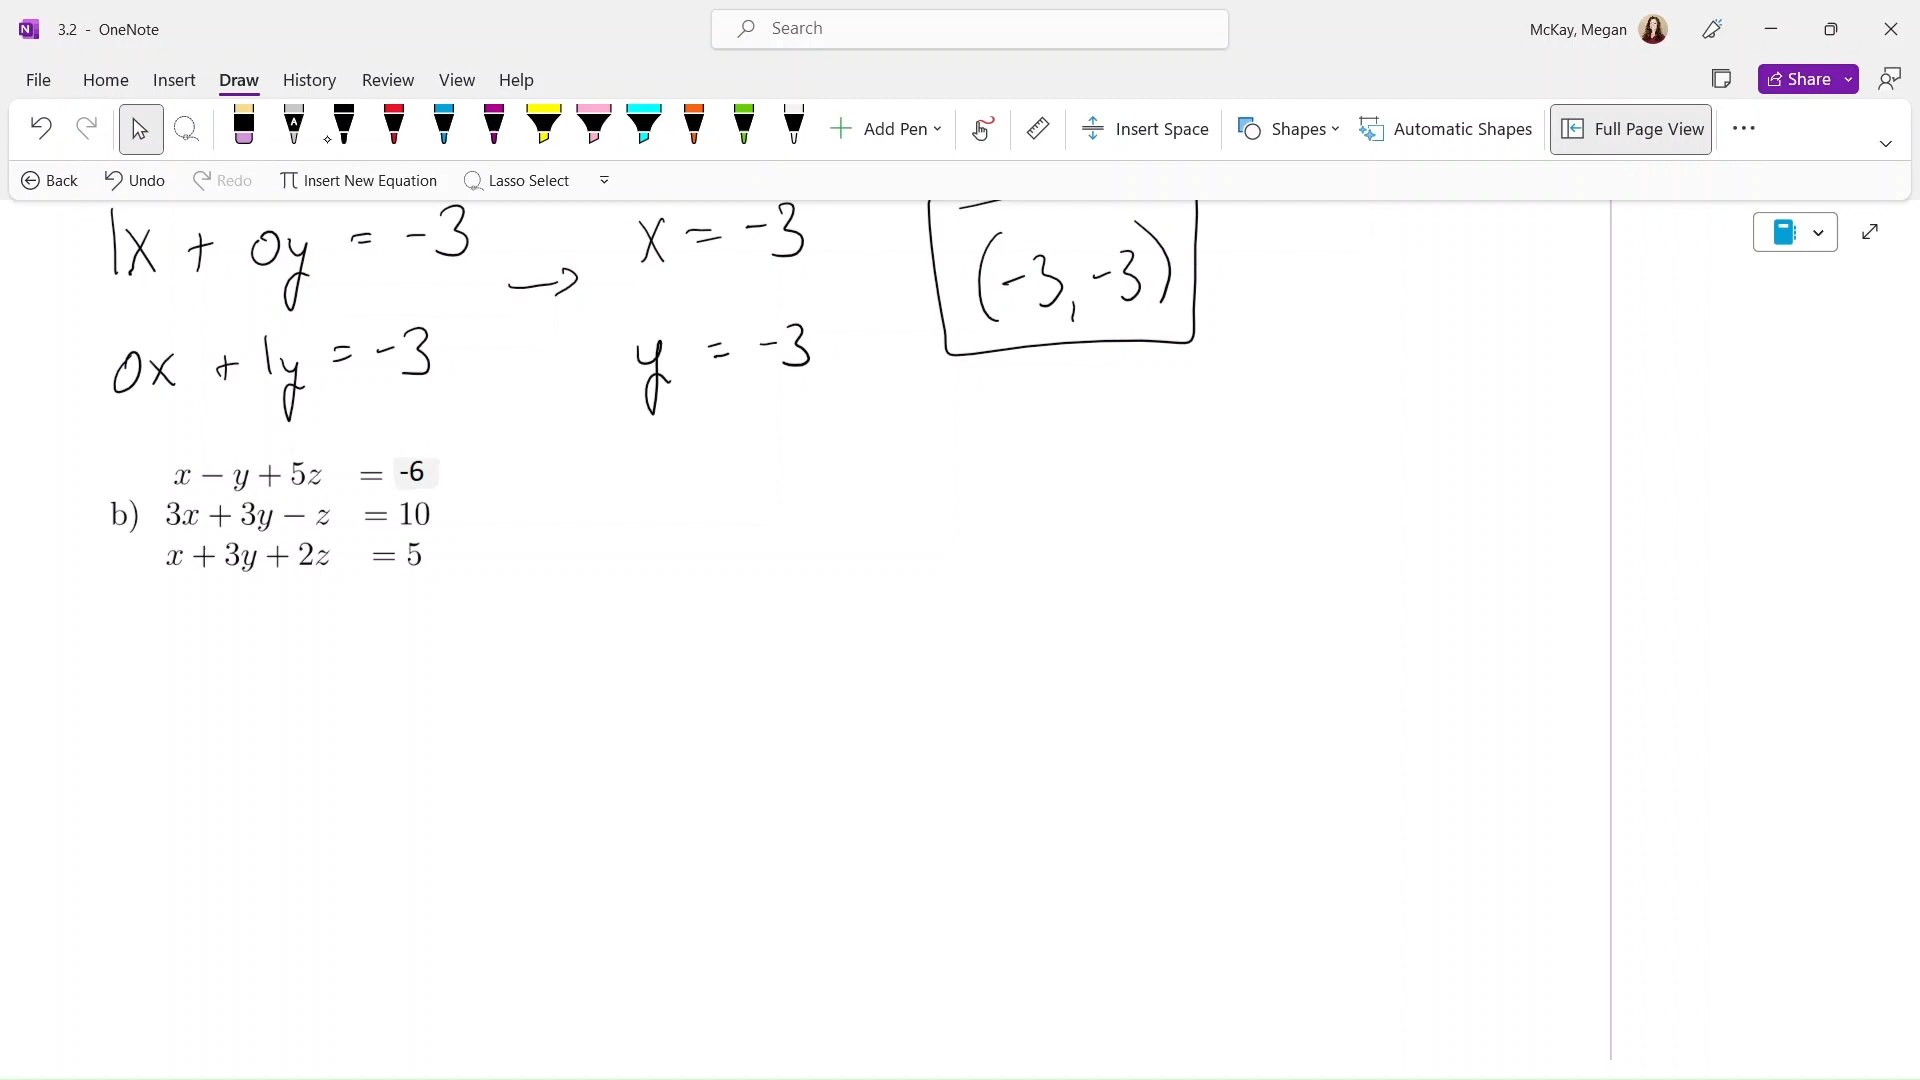 3.2 - OneNote
Search
McKay, Megan
File Home Insert Draw History Review View Help
Share
A
Add Pen
Insert Space
Shapes
Automatic Shapes
Full Page View
Back Undo Redo Insert New Equation Lasso Select
1x + 0y = -3 → x = -3
(-3, -3)
0x + 1y = -3 y = -3
x − y + 5z = -6
b) 3x + 3y − z = 10
x + 3y + 2z = 5